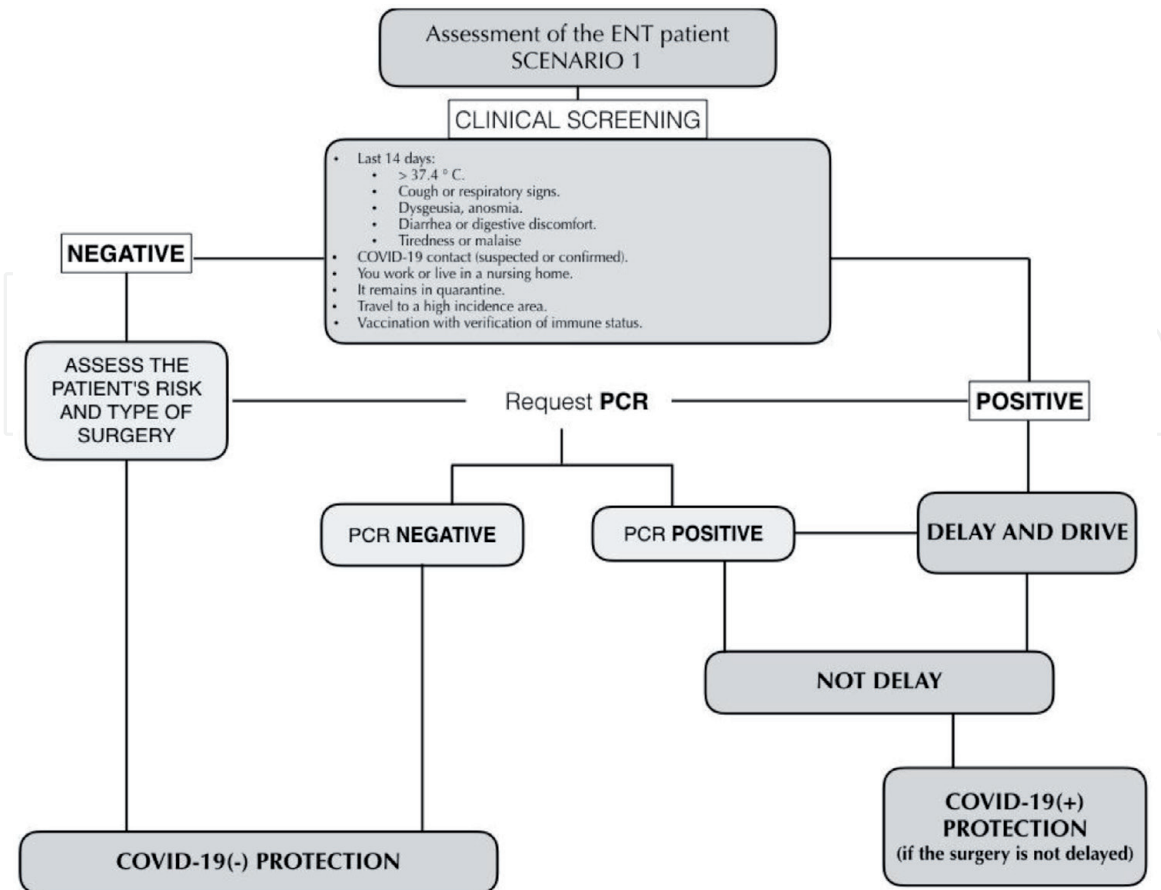 Assessment of the ENT patient
SCENARIO 1
CLINICAL SCREENING
• Last 14 days:
• > 37.4 ° C.
• Cough or respiratory signs.
• Dysgeusia, anosmia.
• Diarrhea or digestive discomfort.
• Tiredness or malaise
• COVID-19 contact (suspected or confirmed).
• You work or live in a nursing home.
• It remains in quarantine.
• Travel to a high incidence area.
• Vaccination with verification of immune status.
NEGATIVE
ASSESS THE
PATIENT'S RISK
AND TYPE OF
SURGERY
Request PCR
POSITIVE
PCR NEGATIVE
PCR POSITIVE
DELAY AND DRIVE
NOT DELAY
COVID-19(+)
PROTECTION
(if the surgery is not delayed)
COVID-19(-) PROTECTION